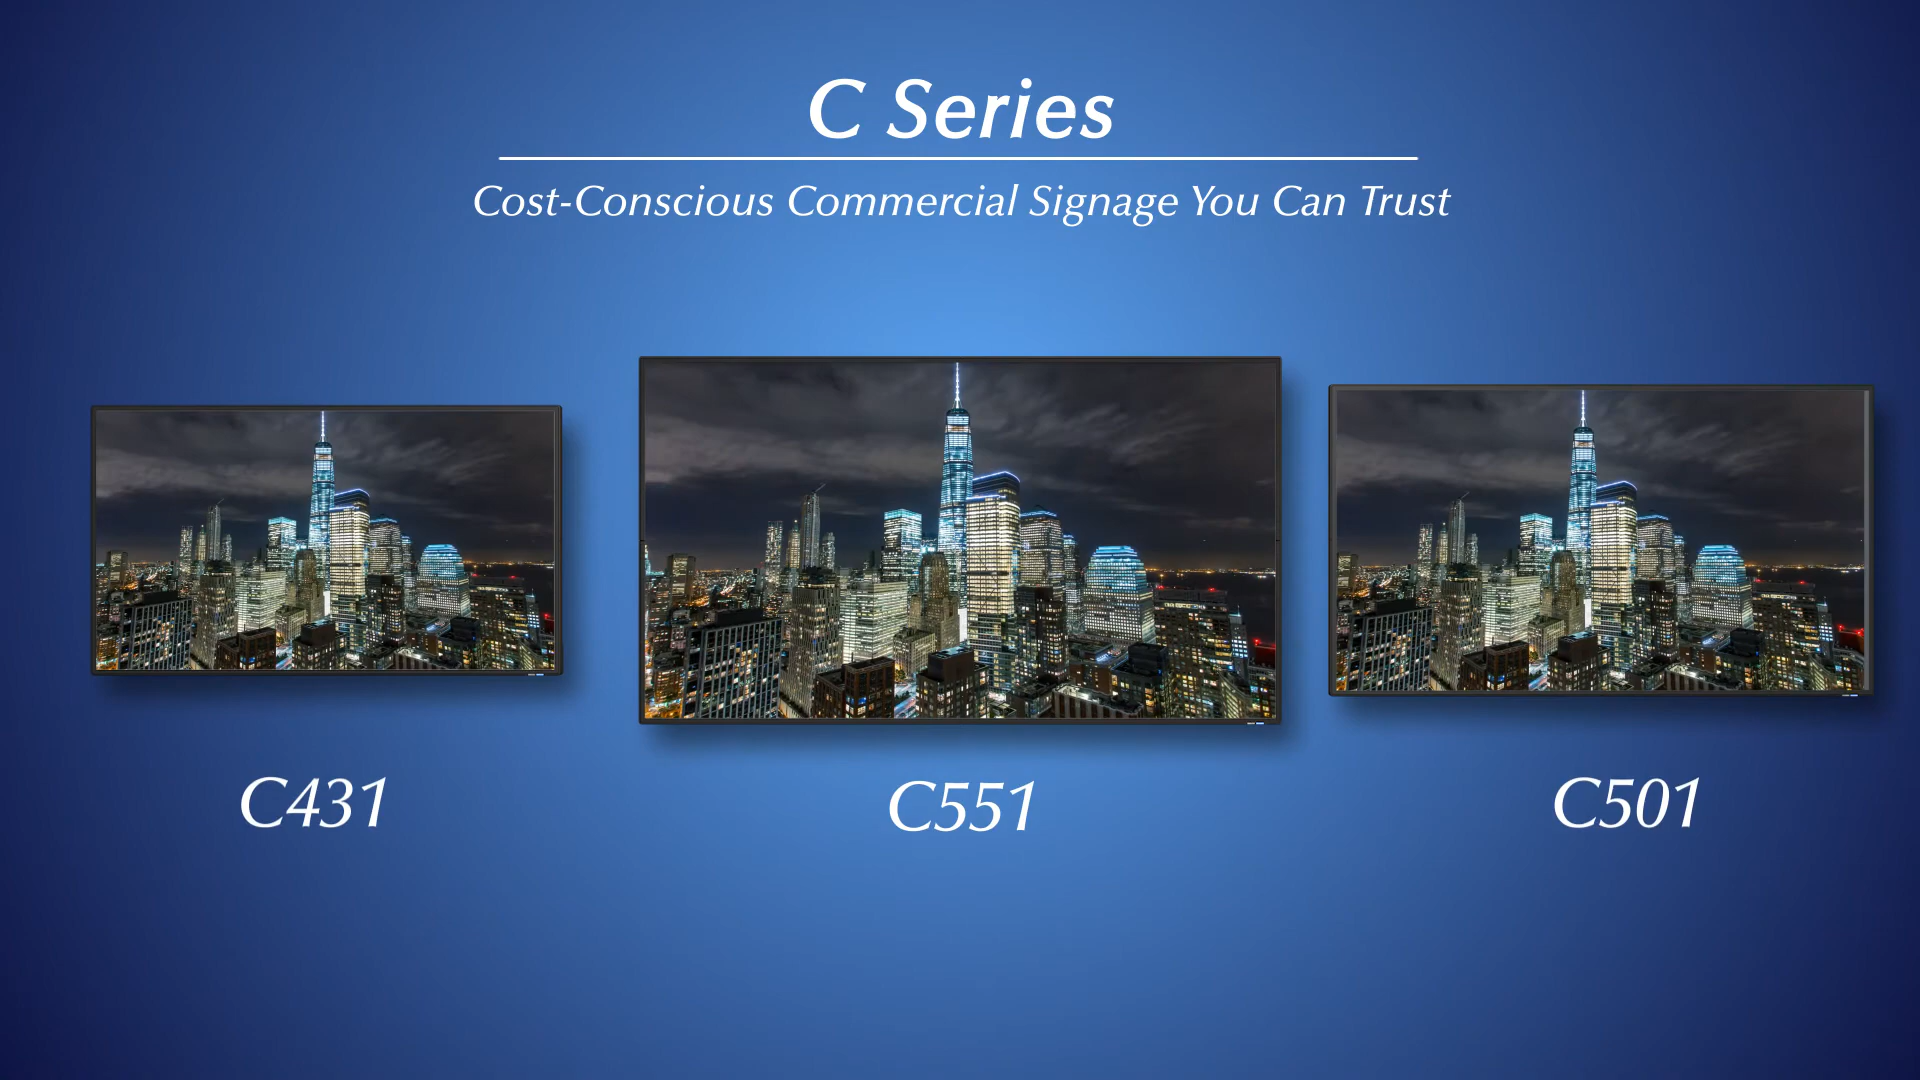 C Series
Cost-Conscious Commercial Signage You Can Trust
C431
C551
C501